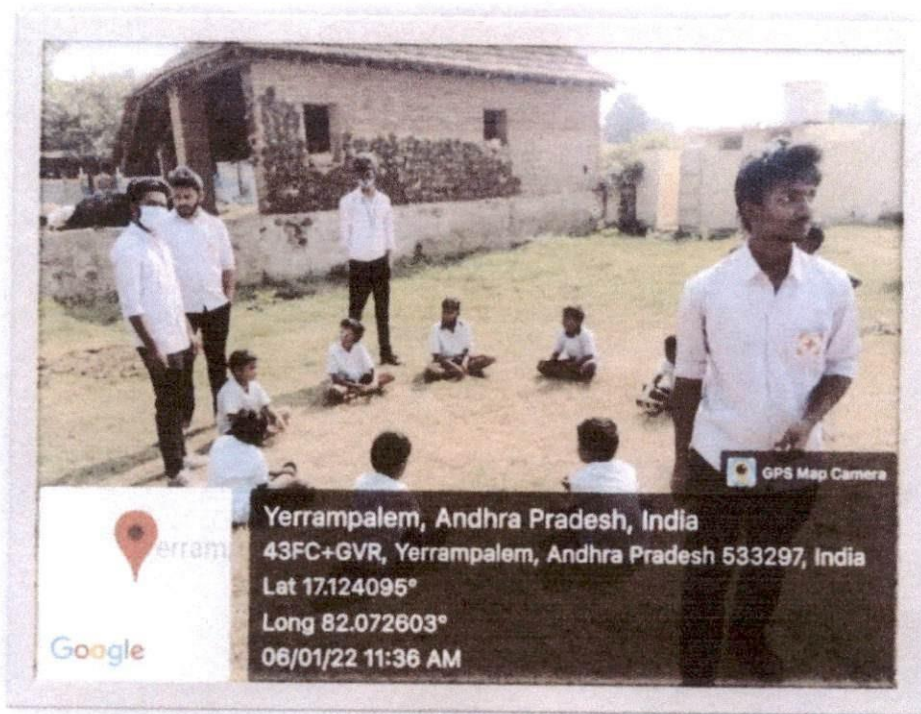 GPS Map Camera
Yerrampalem, Andhra Pradesh, India
43FC+GVR, Yerrampalem, Andhra Pradesh 533297, India
Lat 17.124095°
Long 82.072603°
06/01/22 11:36 AM
Google